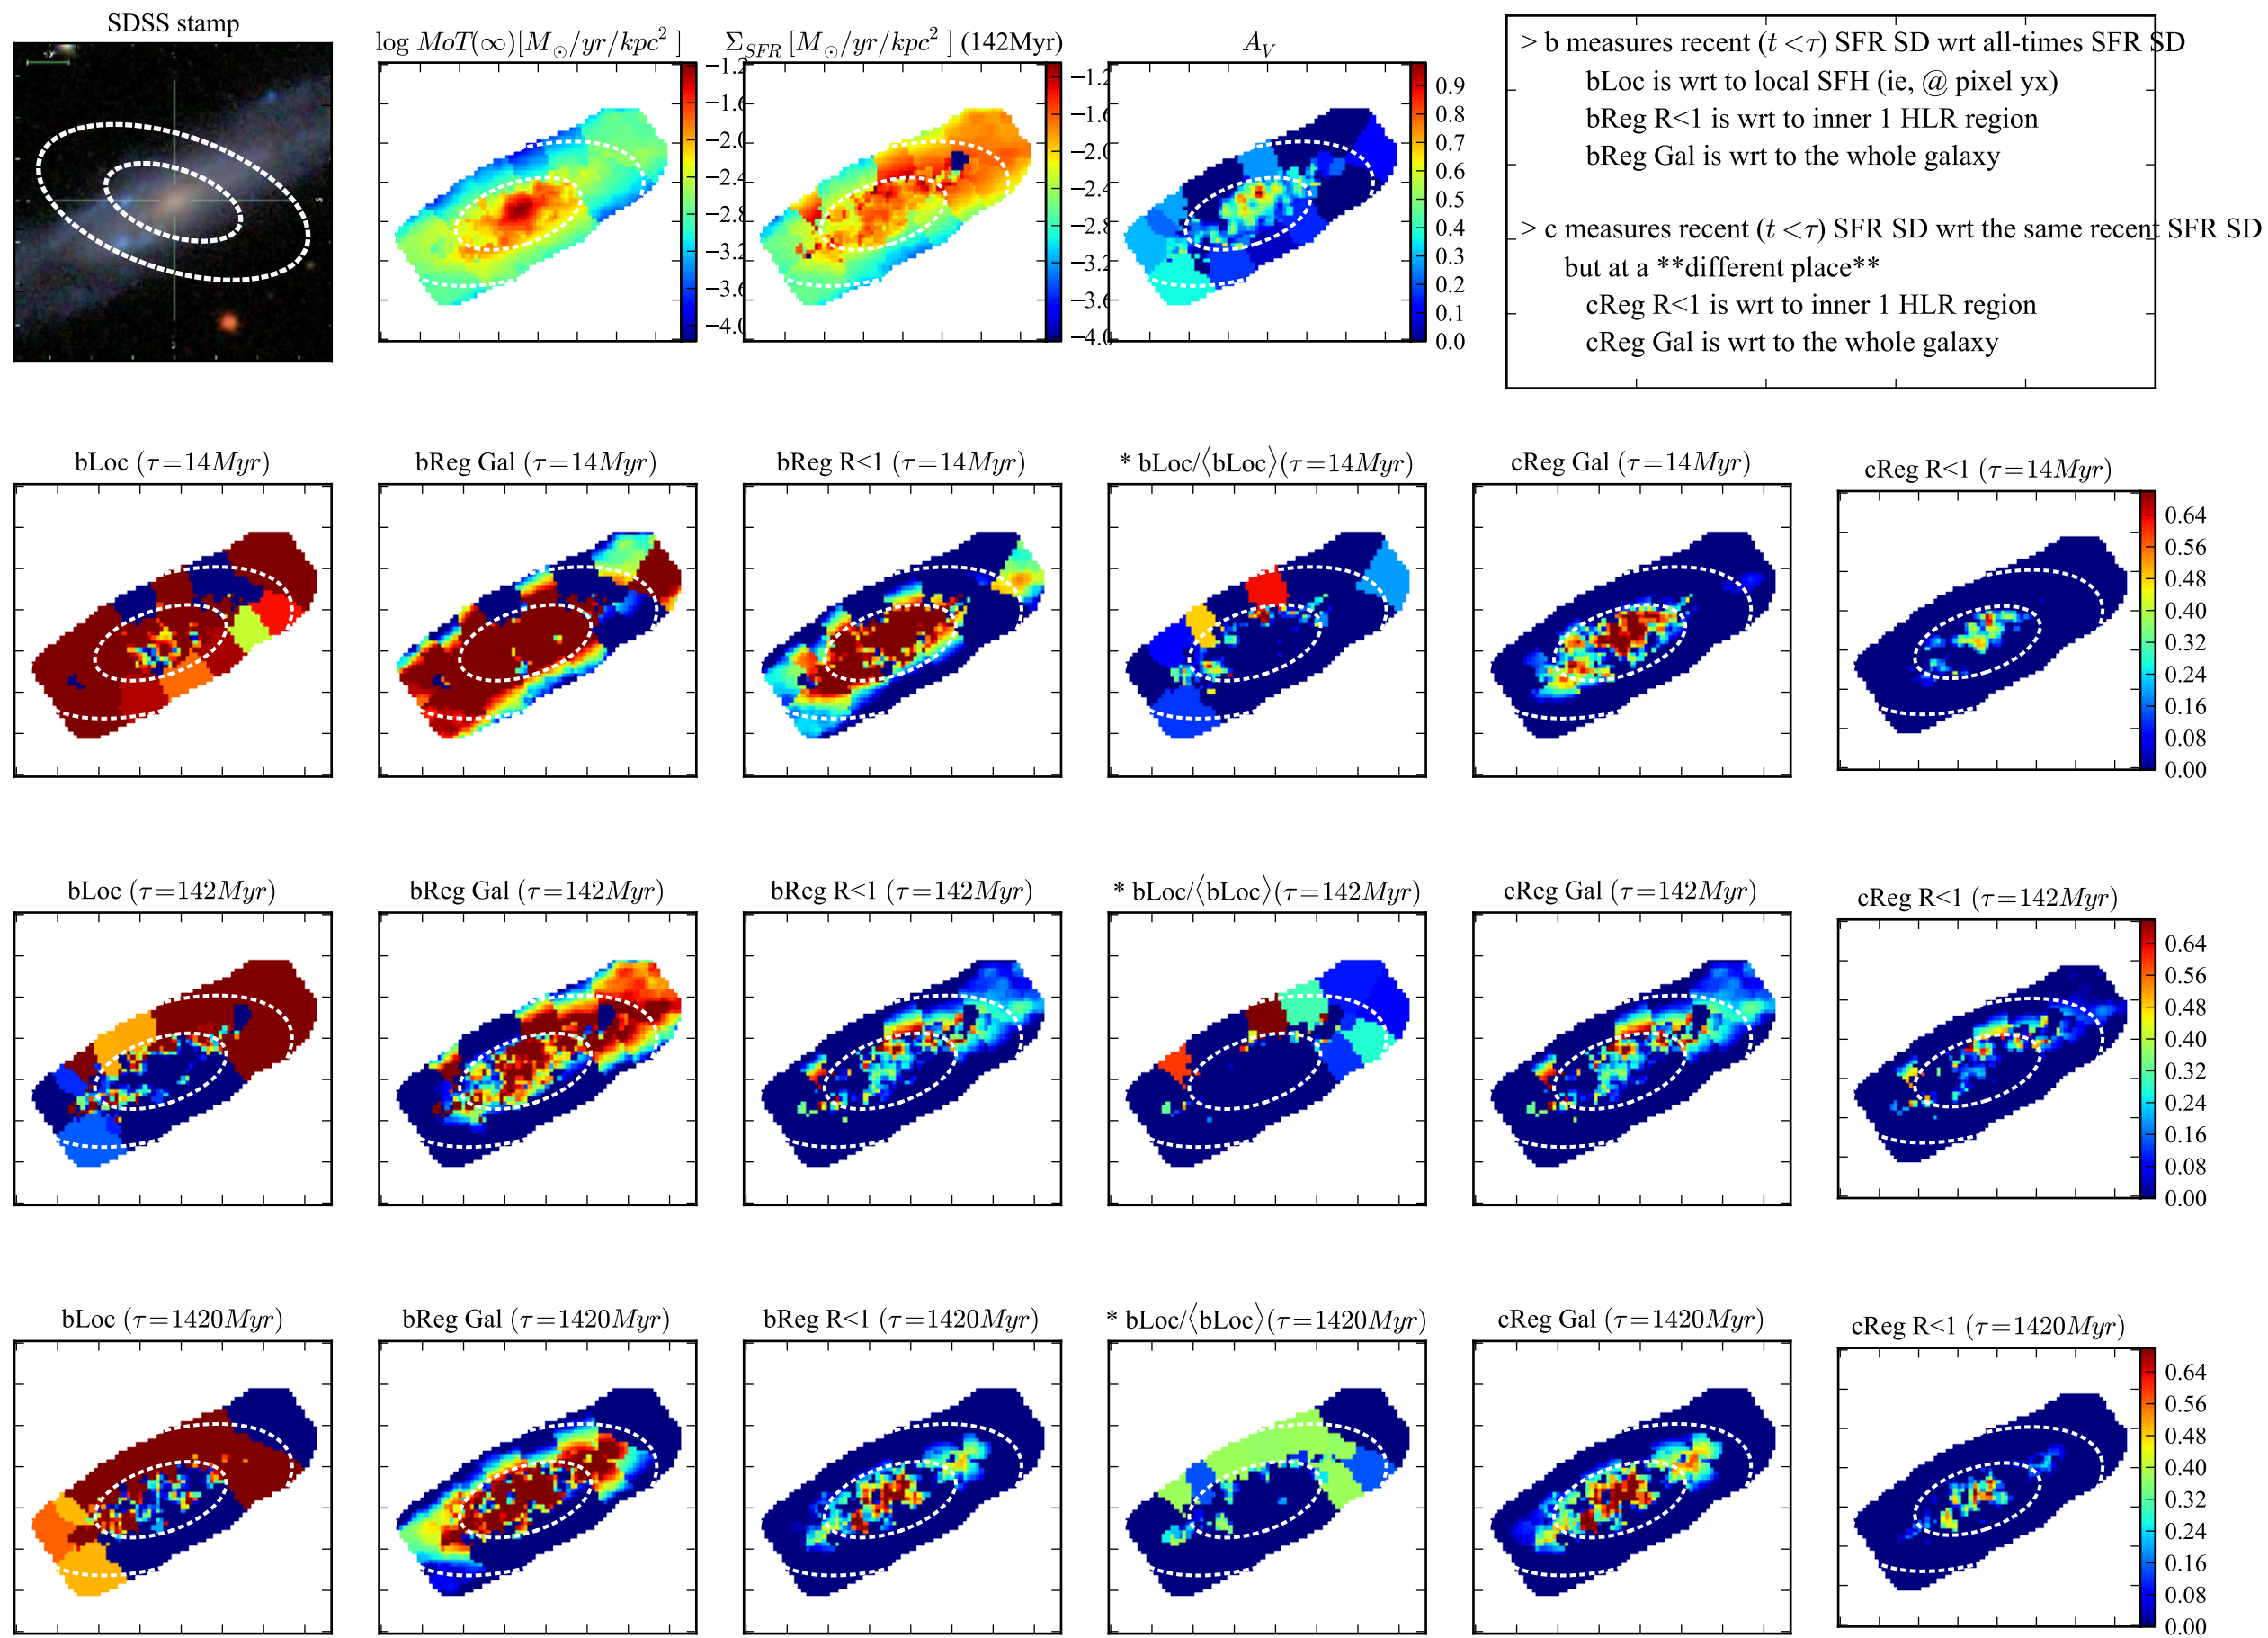 SDSS stamp
log MoT(∞)[M⊙/yr/kpc² ]
Σ_SFR [M⊙/yr/kpc² ] (142Myr)
A_V
−1.2
−1.6
−2.0
−2.4
−2.8
−3.2
−3.6
−4.0
−1.2
−1.6
−2.0
−2.4
−2.8
−3.2
−3.6
−4.0
0.9
0.8
0.7
0.6
0.5
0.4
0.3
0.2
0.1
0.0
> b measures recent (t <τ) SFR SD wrt all-times SFR SD
bLoc is wrt to local SFH (ie, @ pixel yx)
bReg R<1 is wrt to inner 1 HLR region
bReg Gal is wrt to the whole galaxy
> c measures recent (t <τ) SFR SD wrt the same recent SFR SD
but at a **different place**
cReg R<1 is wrt to inner 1 HLR region
cReg Gal is wrt to the whole galaxy
bLoc (τ=14Myr)
bReg Gal (τ=14Myr)
bReg R<1 (τ=14Myr)
* bLoc/⟨bLoc⟩(τ=14Myr)
cReg Gal (τ=14Myr)
cReg R<1 (τ=14Myr)
0.64
0.56
0.48
0.40
0.32
0.24
0.16
0.08
0.00
bLoc (τ=142Myr)
bReg Gal (τ=142Myr)
bReg R<1 (τ=142Myr)
* bLoc/⟨bLoc⟩(τ=142Myr)
cReg Gal (τ=142Myr)
cReg R<1 (τ=142Myr)
0.64
0.56
0.48
0.40
0.32
0.24
0.16
0.08
0.00
bLoc (τ=1420Myr)
bReg Gal (τ=1420Myr)
bReg R<1 (τ=1420Myr)
* bLoc/⟨bLoc⟩(τ=1420Myr)
cReg Gal (τ=1420Myr)
cReg R<1 (τ=1420Myr)
0.64
0.56
0.48
0.40
0.32
0.24
0.16
0.08
0.00